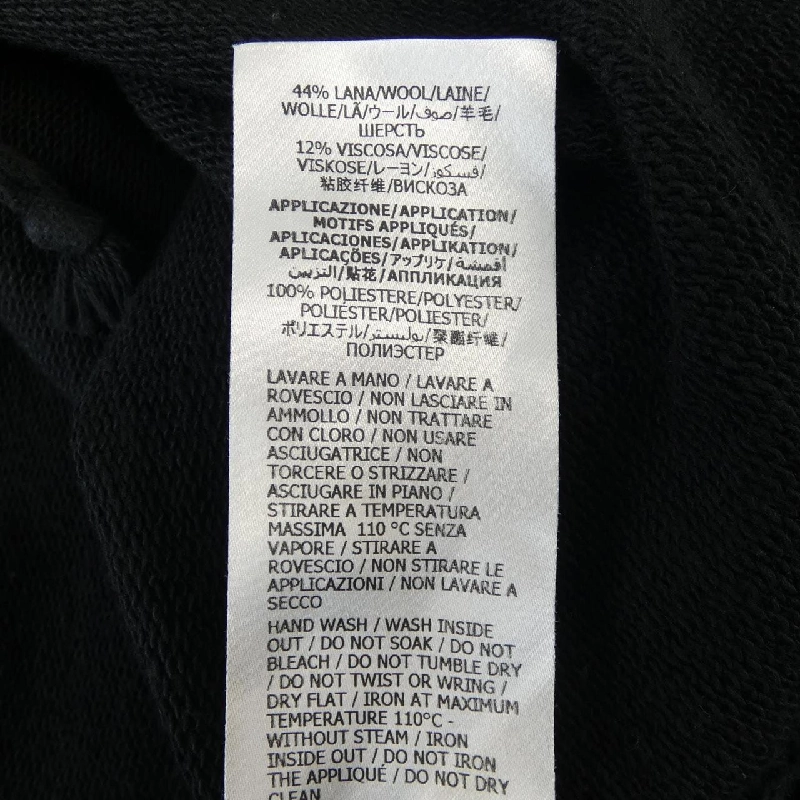 44% LANA/WOOL/LAINE/
WOLLE/LÃ/ウール/صوف/羊毛/
ШЕРСТЬ
12% VISCOSA/VISCOSE/
VISKOSE/レーヨン/فسكوز/
粘胶纤维/ВИСКОЗА
APPLICAZIONE/APPLICATION/
MOTIFS APPLIQUÉS/
APLICACIONES/APPLIKATION/
APLICAÇÕES/アップリケ/أقمشة
التزيين/貼花/АППЛИКАЦИЯ
100% POLIESTERE/POLYESTER/
POLIÉSTER/POLIESTER/
ポリエステル/بوليستر/聚酯纤维/
ПОЛИЭСТЕР
LAVARE A MANO / LAVARE A
ROVESCIO / NON LASCIARE IN
AMMOLLO / NON TRATTARE
CON CLORO / NON USARE
ASCIUGATRICE / NON
TORCERE O STRIZZARE /
ASCIUGARE IN PIANO /
STIRARE A TEMPERATURA
MASSIMA 110 °C SENZA
VAPORE / STIRARE A
ROVESCIO / NON STIRARE LE
APPLICAZIONI / NON LAVARE A
SECCO
HAND WASH / WASH INSIDE
OUT / DO NOT SOAK / DO NOT
BLEACH / DO NOT TUMBLE DRY
/ DO NOT TWIST OR WRING /
DRY FLAT / IRON AT MAXIMUM
TEMPERATURE 110°C -
WITHOUT STEAM / IRON
INSIDE OUT / DO NOT IRON
THE APPLIQUÉ / DO NOT DRY
CLEAN